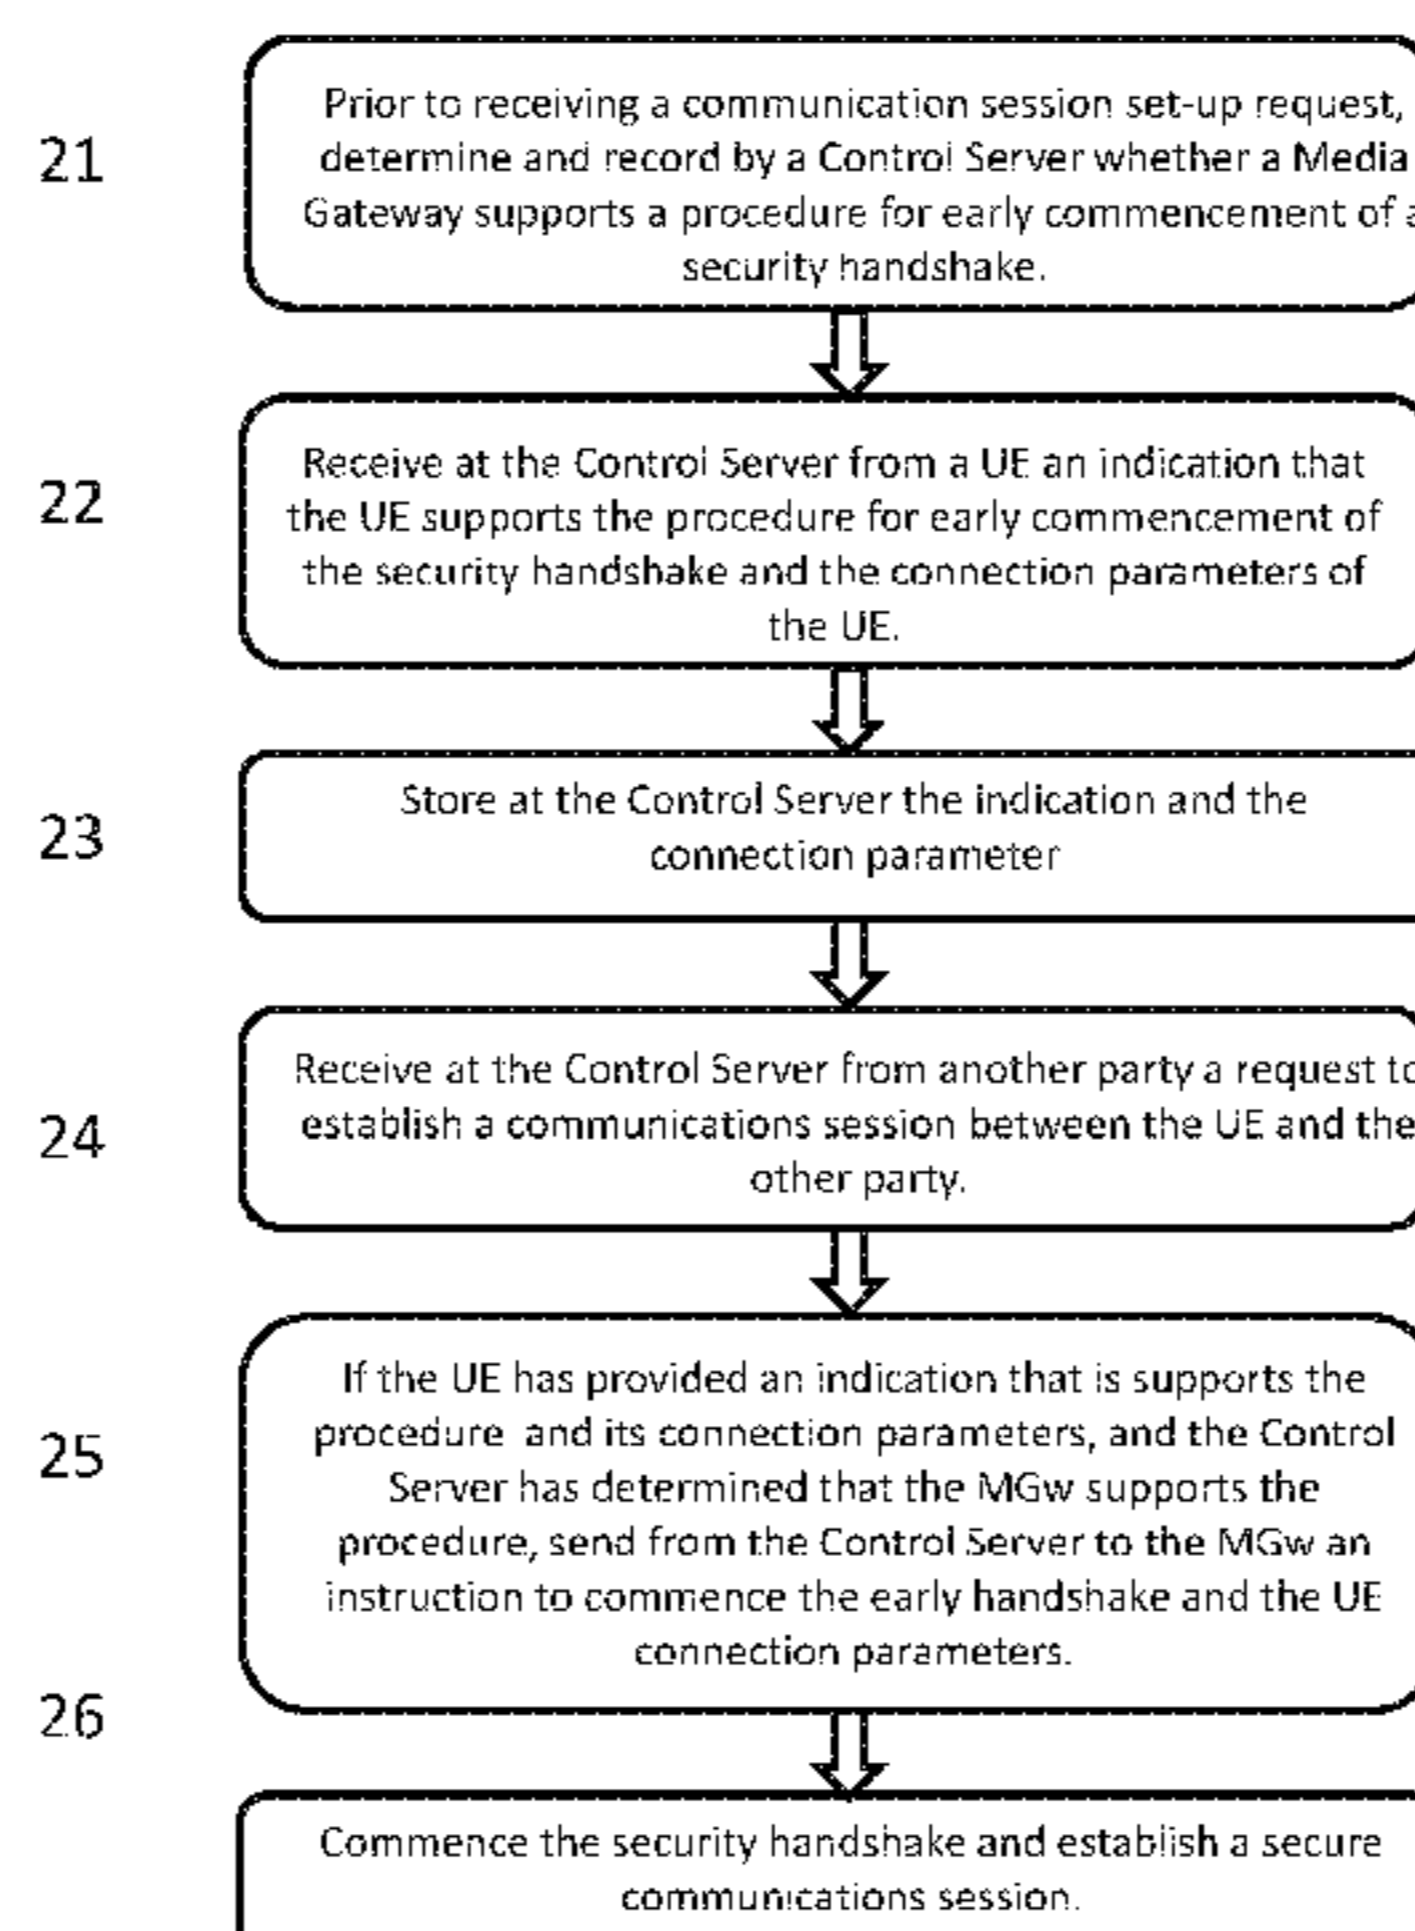 21
Prior to receiving a communication session set-up request,
determine and record by a Control Server whether a Media
Gateway supports a procedure for early commencement of a
security handshake.
22
Receive at the Control Server from a UE an indication that
the UE supports the procedure for early commencement of
the security handshake and the connection parameters of
the UE.
23
Store at the Control Server the indication and the
connection parameter
24
Receive at the Control Server from another party a request to
establish a communications session between the UE and the
other party.
25
If the UE has provided an indication that is supports the
procedure and its connection parameters, and the Control
Server has determined that the MGw supports the
procedure, send from the Control Server to the MGw an
instruction to commence the early handshake and the UE
connection parameters.
26
Commence the security handshake and establish a secure
communications session.